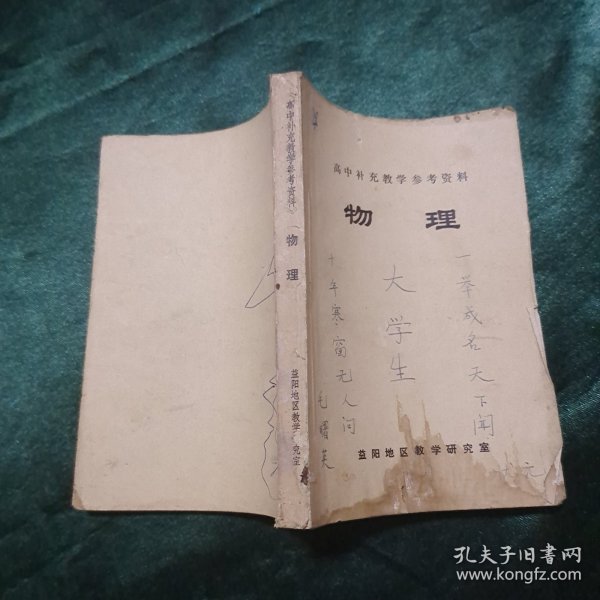 高中补充教学参考资料
物理
一举成名天下闻
大学生
十年寒窗无人问
益阳地区教学研究室
《高中补充教学参考资料》
物理
益阳地区教学 究室
孔夫子旧书网
www.kongfz.com